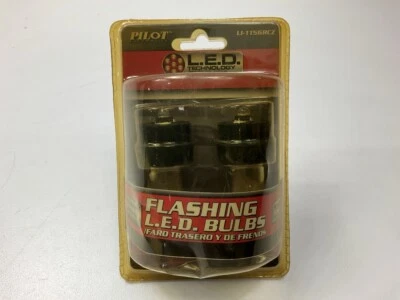 PILOT
L.E.D.
TECHNOLOGY
FLASHING
L.E.D. BULBS
(FARO TRASERO Y DE FRENOS)